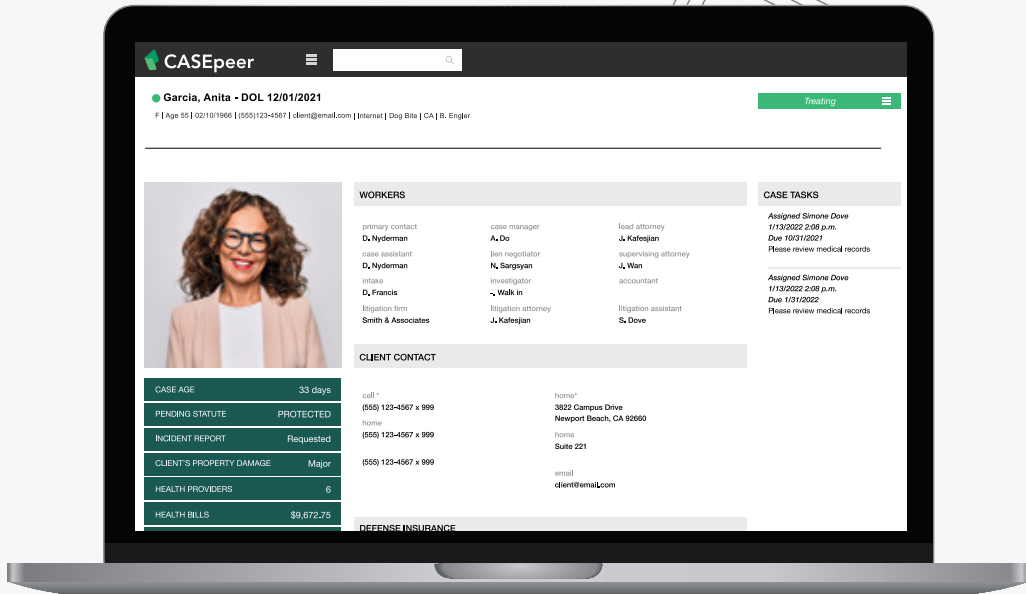 CASEpeer
Garcia, Anita - DOL 12/01/2021
Treating
F | Age 55 | 02/10/1966 | (555)123-4567 | client@email.com | Internet | Dog Bite | CA | B. Engler
WORKERS
primary contact
D. Nyderman
case manager
A. Do
lead attorney
J. Kafesjian
case assistant
D. Nyderman
lien negotiator
N. Sargsyan
supervising attorney
J. Wan
intake
D. Francis
investigator
-. Walk in
accountant
litigation firm
Smith & Associates
litigation attorney
J. Kafesjian
litigation assistant
S. Dove
CASE TASKS
Assigned Simone Dove
1/13/2022 2:08 p.m.
Due 10/31/2021
Please review medical records
Assigned Simone Dove
1/13/2022 2:08 p.m.
Due 1/31/2022
Please review medical records
CLIENT CONTACT
cell *
(555) 123-4567 x 999
home
(555) 123-4567 x 999
(555) 123-4567 x 999
home*
3822 Campus Drive
Newport Beach, CA 92660
home
Suite 221
email
client@email.com
CASE AGE 33 days
PENDING STATUTE PROTECTED
INCIDENT REPORT Requested
CLIENT'S PROPERTY DAMAGE Major
HEALTH PROVIDERS 6
HEALTH BILLS $9,672.75
DEFENSE INSURANCE